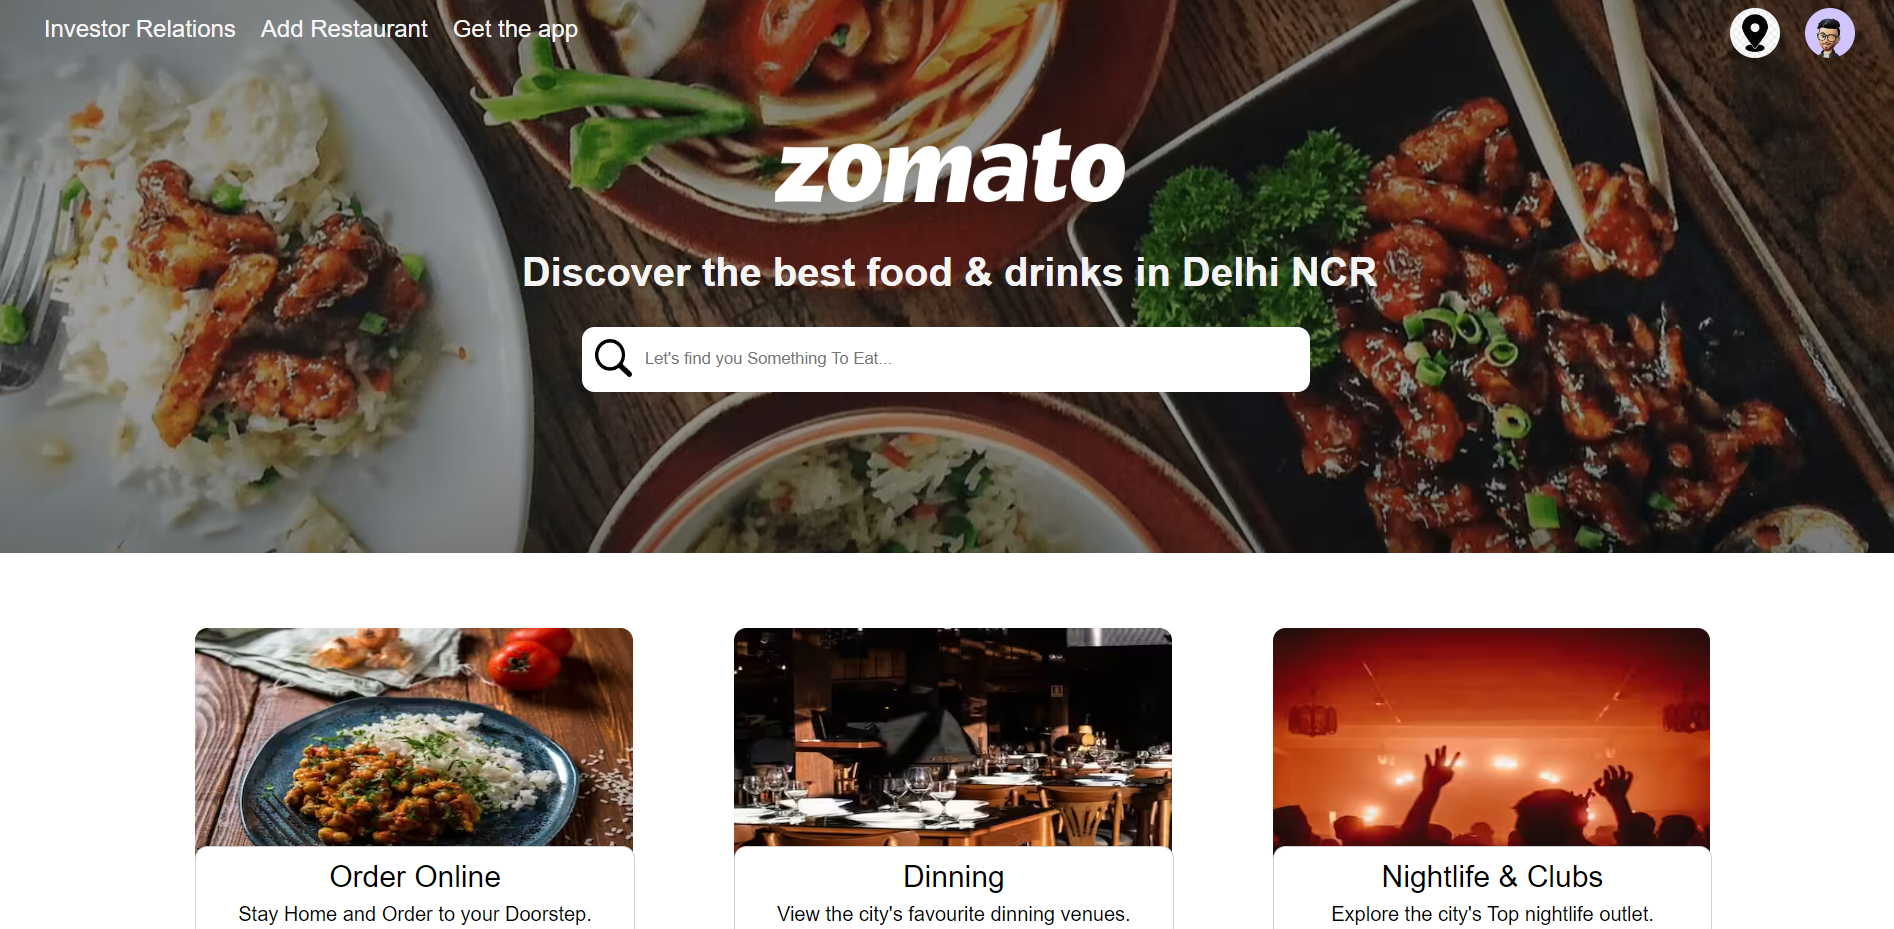 Investor Relations Add Restaurant Get the app
zomato
Discover the best food & drinks in Delhi NCR
Let's find you Something To Eat...
Order Online
Stay Home and Order to your Doorstep.
Dinning
View the city's favourite dinning venues.
Nightlife & Clubs
Explore the city's Top nightlife outlet.